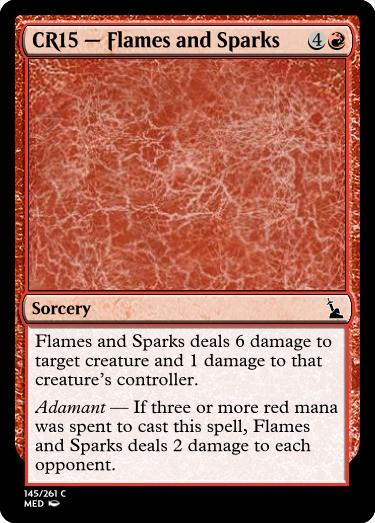 CR15 — Flames and Sparks 4
Sorcery
Flames and Sparks deals 6 damage to
target creature and 1 damage to that
creature's controller.
Adamant — If three or more red mana
was spent to cast this spell, Flames
and Sparks deals 2 damage to each
opponent.
145/261 C
MED